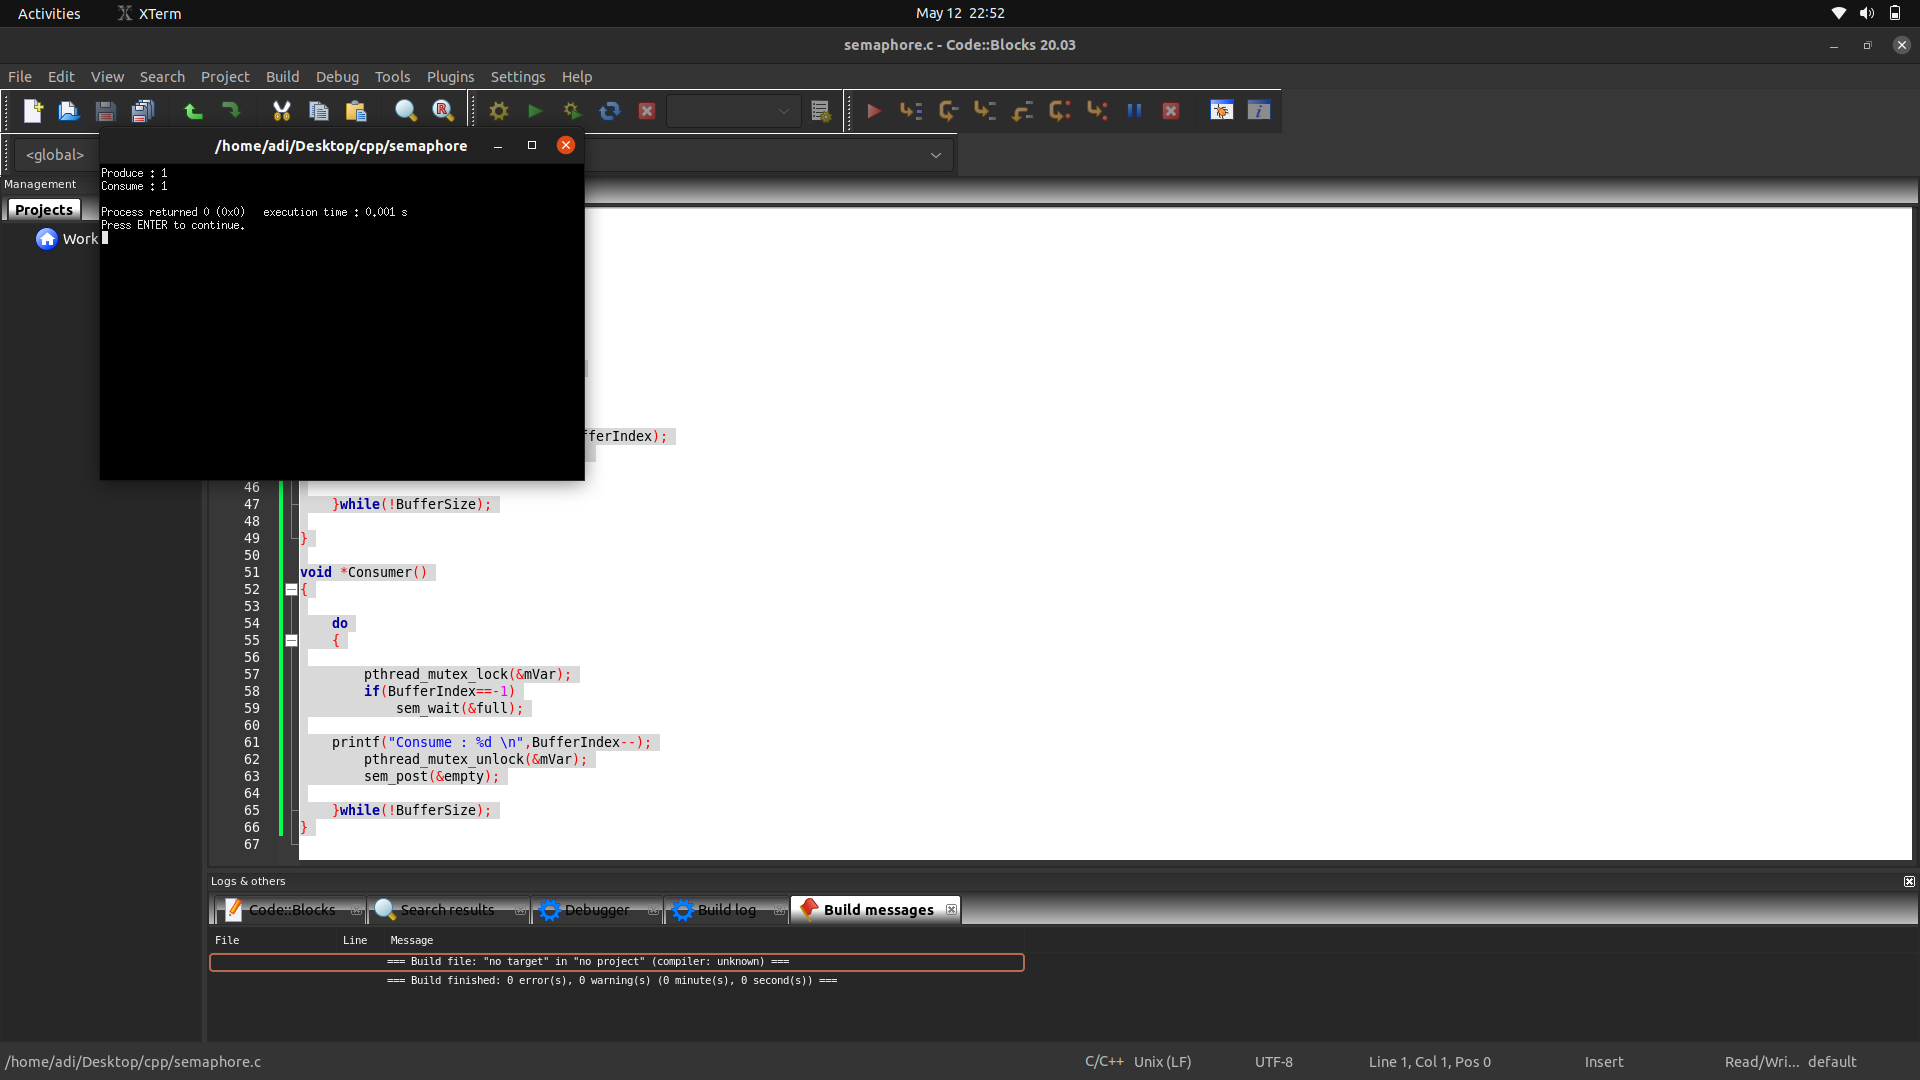 Activities XTerm May 12 22:52
semaphore.c - Code::Blocks 20.03
File Edit View Search Project Build Debug Tools Plugins Settings Help
<global>
/home/adi/Desktop/cpp/semaphore
Produce : 1
Consume : 1
Process returned 0 (0x0) execution time : 0.001 s
Press ENTER to continue.
Management
Projects
Work
fferIndex);
46
47 }while(!BufferSize);
48
49 }
50
51 void *Consumer()
52 {
53
54 do
55 {
56
57 pthread_mutex_lock(&mVar);
58 if(BufferIndex==-1)
59 sem_wait(&full);
60
61 printf("Consume : %d \n",BufferIndex--);
62 pthread_mutex_unlock(&mVar);
63 sem_post(&empty);
64
65 }while(!BufferSize);
66 }
67
Logs & others
Code::Blocks Search results Debugger Build log Build messages
File Line Message
=== Build file: "no target" in "no project" (compiler: unknown) ===
=== Build finished: 0 error(s), 0 warning(s) (0 minute(s), 0 second(s)) ===
/home/adi/Desktop/cpp/semaphore.c C/C++ Unix (LF) UTF-8 Line 1, Col 1, Pos 0 Insert Read/Wri... default